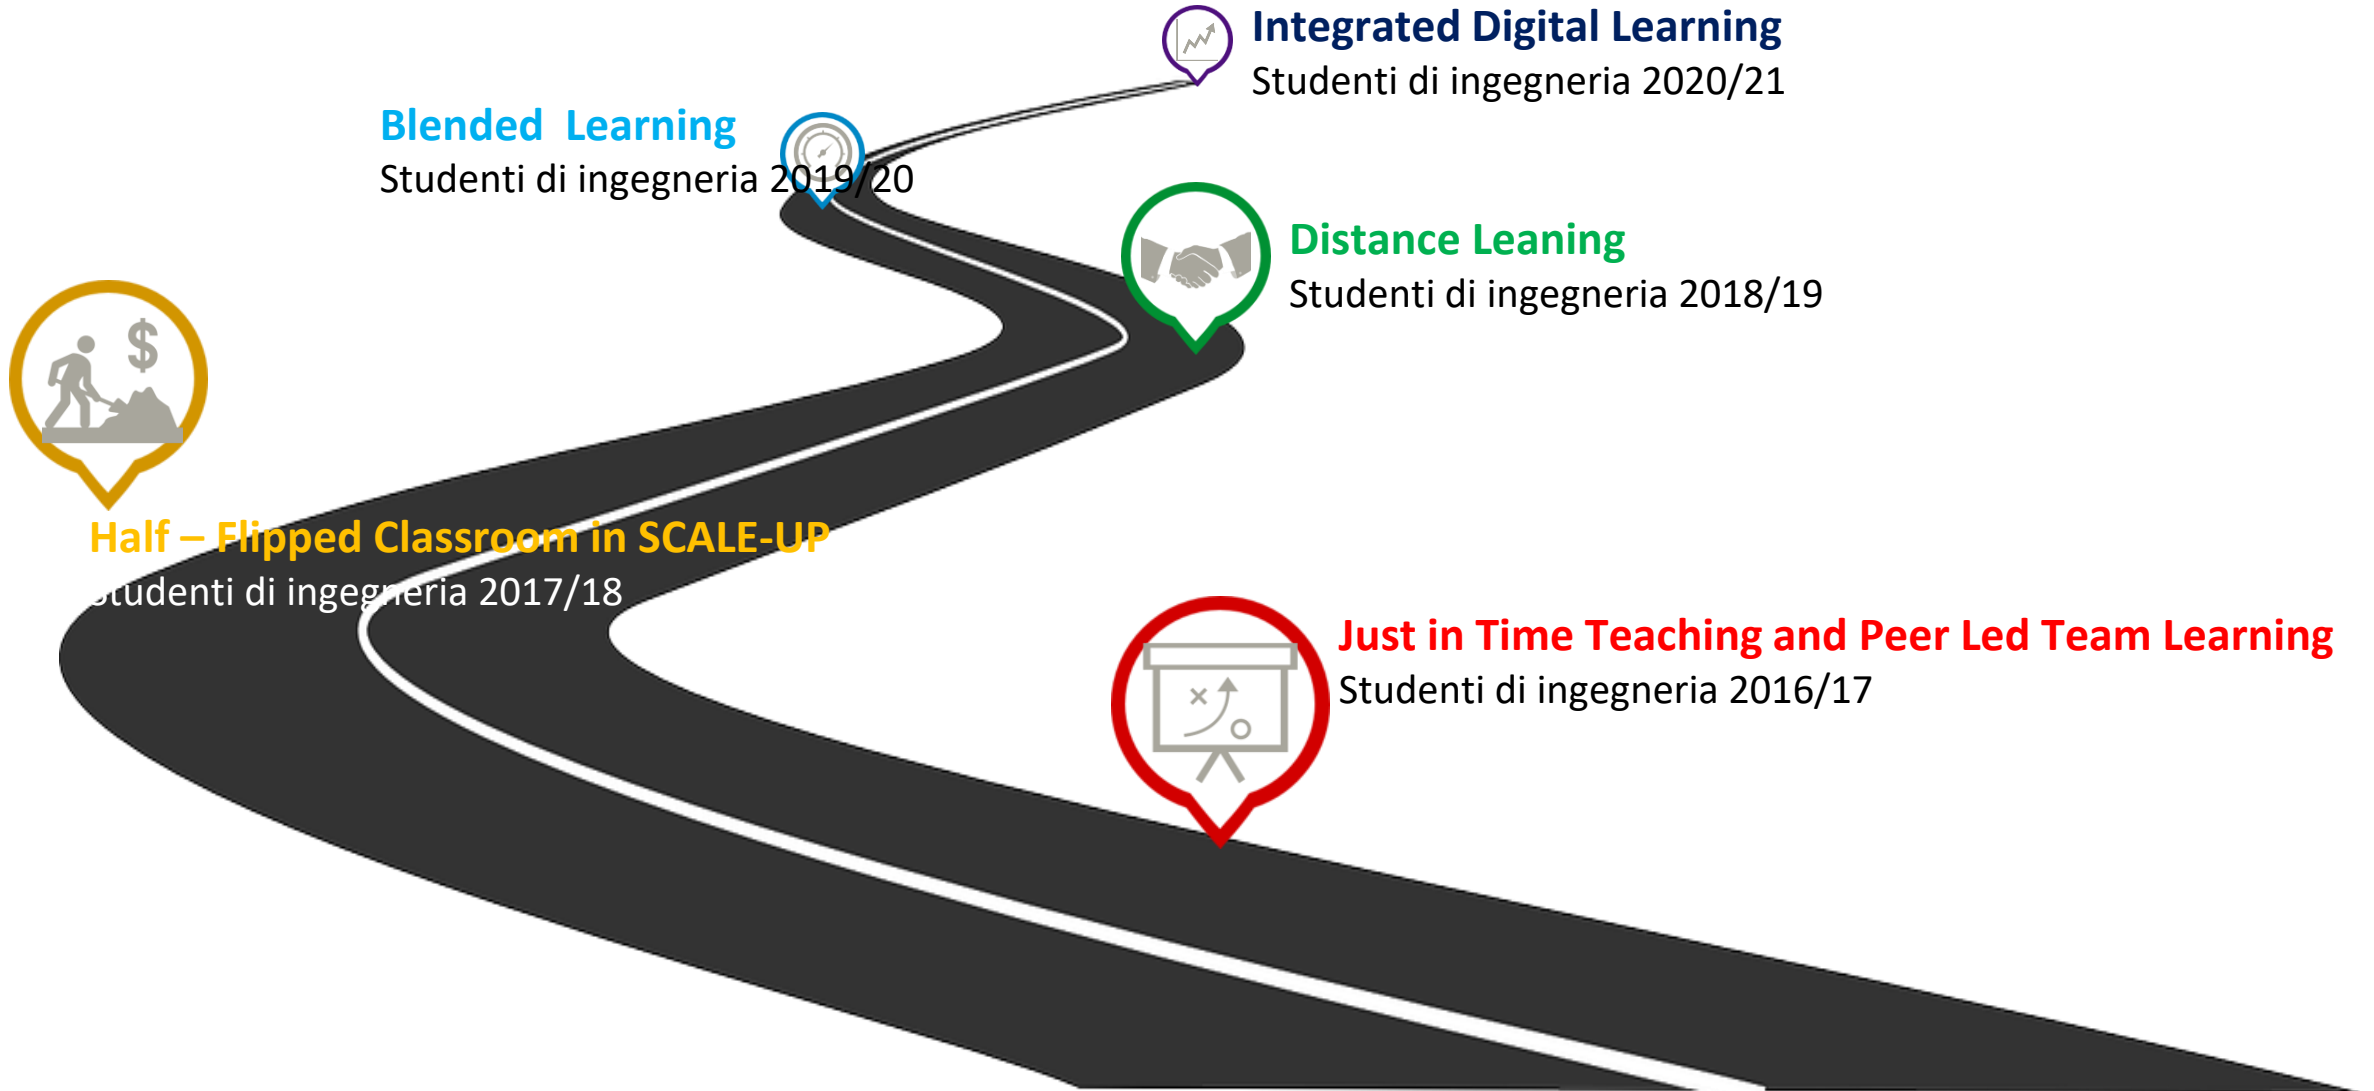 Integrated Digital Learning
Studenti di ingegneria 2020/21
Blended Learning
Studenti di ingegneria 2019/20
Distance Leaning
Studenti di ingegneria 2018/19
$
Half – Flipped Classroom in SCALE-UP
Studenti di ingegneria 2017/18
Just in Time Teaching and Peer Led Team Learning
Studenti di ingegneria 2016/17